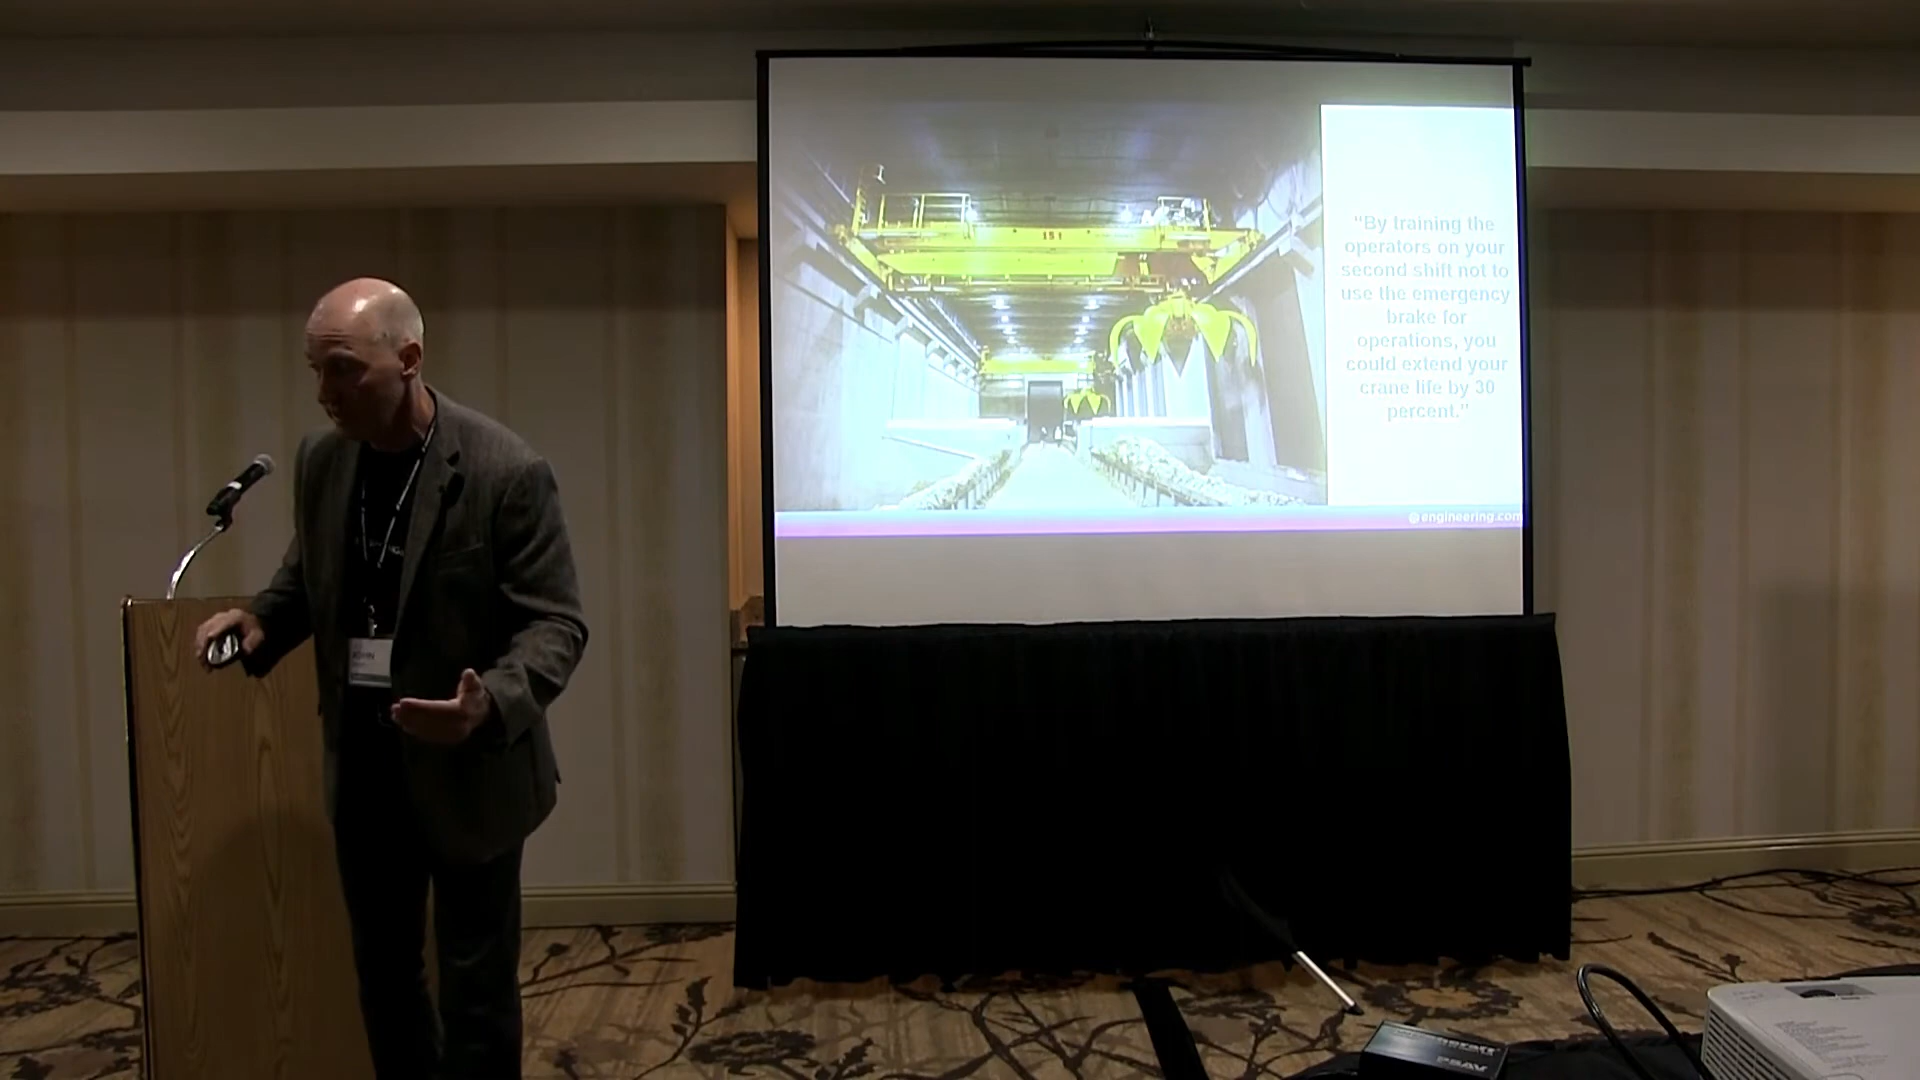 151
"By training the
operators on your
second shift not to
use the emergency
brake for
operations, you
could extend your
crane life by 30
percent."
engineering.com
PSAV